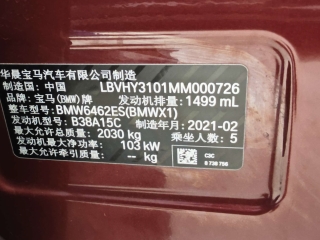 华晨宝马汽车有限公司制造
制造国：中国 LBVHY3101MM000726
品牌：宝马(BMW)牌 发动机排量：1499 mL
整车型号：BMW6462ES(BMWX1)
发动机型号：B38A15C 制造年月：2021-02
最大允许总质量：2030 kg 乘坐人数：5
发动机最大净功率：103 kW
最大允许牵引质量：-- kg
C2C